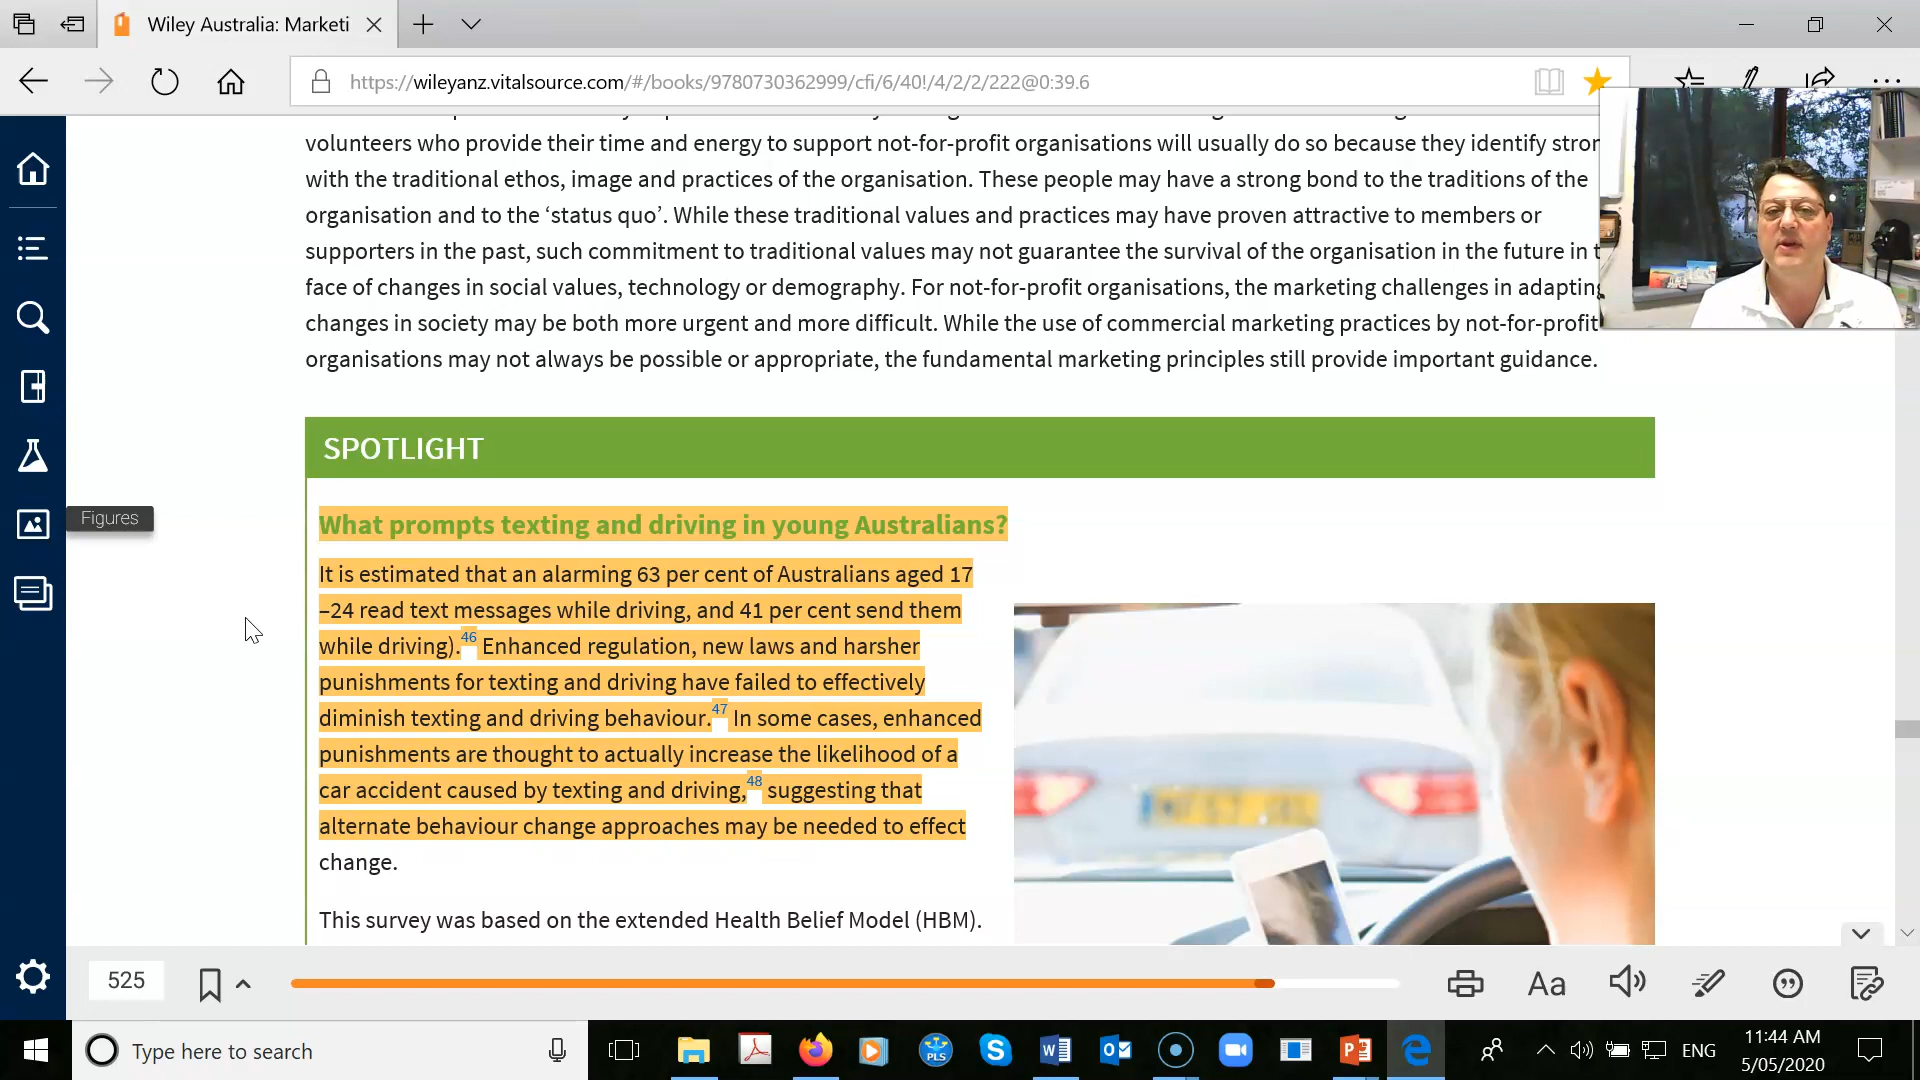 Wiley Australia: Marketi
https://wileyanz.vitalsource.com/#/books/9780730362999/cfi/6/40!/4/2/2/222@0:39.6
volunteers who provide their time and energy to support not-for-profit organisations will usually do so because they identify stron
with the traditional ethos, image and practices of the organisation. These people may have a strong bond to the traditions of the
organisation and to the ‘status quo’. While these traditional values and practices may have proven attractive to members or
supporters in the past, such commitment to traditional values may not guarantee the survival of the organisation in the future in t
face of changes in social values, technology or demography. For not-for-profit organisations, the marketing challenges in adapting
changes in society may be both more urgent and more difficult. While the use of commercial marketing practices by not-for-profit
organisations may not always be possible or appropriate, the fundamental marketing principles still provide important guidance.
SPOTLIGHT
Figures
What prompts texting and driving in young Australians?
It is estimated that an alarming 63 per cent of Australians aged 17
–24 read text messages while driving, and 41 per cent send them
while driving).46 Enhanced regulation, new laws and harsher
punishments for texting and driving have failed to effectively
diminish texting and driving behaviour.47 In some cases, enhanced
punishments are thought to actually increase the likelihood of a
car accident caused by texting and driving,48 suggesting that
alternate behaviour change approaches may be needed to effect
change.
This survey was based on the extended Health Belief Model (HBM).
525
Aa
Type here to search
PLS
ENG
11:44 AM
5/05/2020